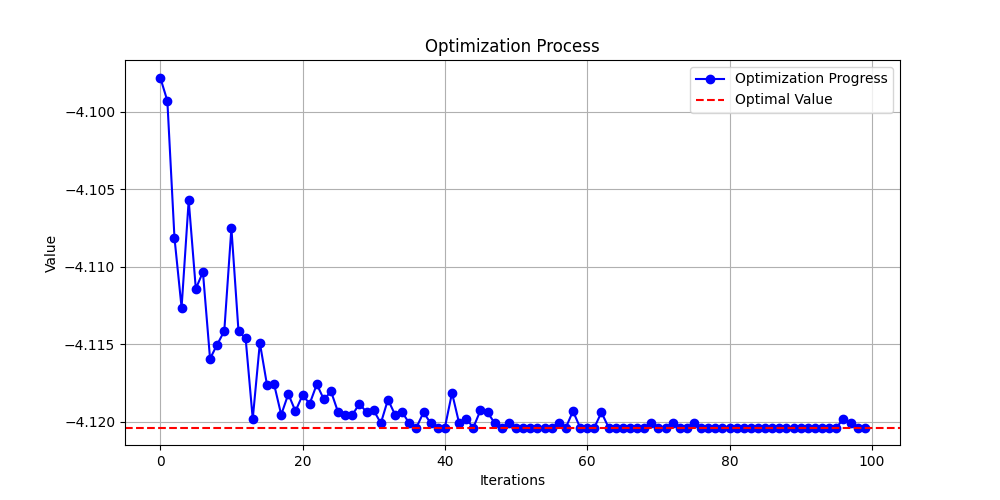 Optimization Process
Optimization Progress
Optimal Value
−4.100
−4.105
−4.110
−4.115
−4.120
Value
0 20 40 60 80 100
Iterations